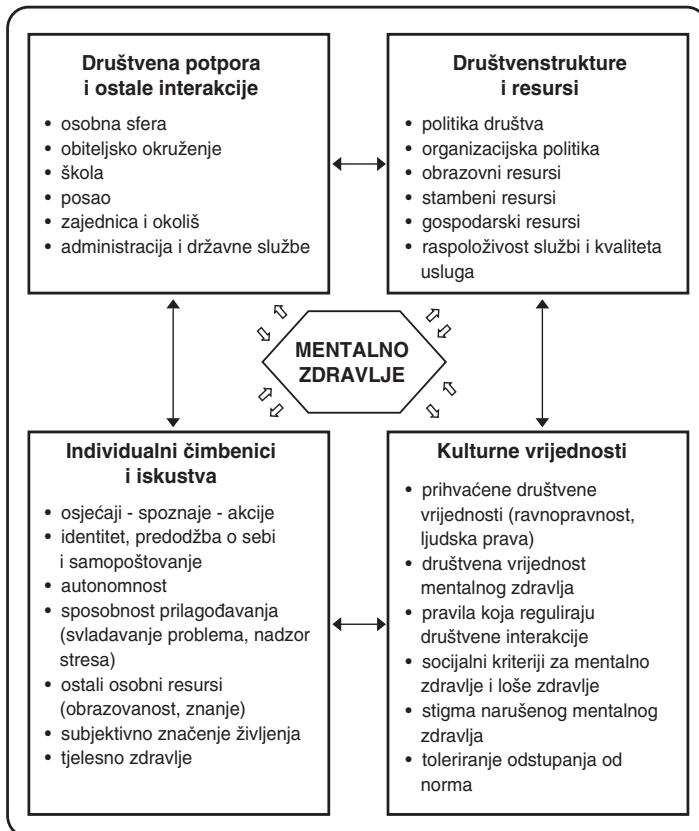 Društvena potpora
i ostale interakcije
• osobna sfera
• obiteljsko okruženje
• škola
• posao
• zajednica i okoliš
• administracija i državne službe
Društvenstrukture
i resursi
• politika društva
• organizacijska politika
• obrazovni resursi
• stambeni resursi
• gospodarski resursi
• raspoloživost službi i kvaliteta
usluga
MENTALNO
ZDRAVLJE
Individualni čimbenici
i iskustva
• osjećaji - spoznaje - akcije
• identitet, predodžba o sebi
i samopoštovanje
• autonomnost
• sposobnost prilagođavanja
(svladavanje problema, nadzor
stresa)
• ostali osobni resursi
(obrazovanost, znanje)
• subjektivno značenje življenja
• tjelesno zdravlje
Kulturne vrijednosti
• prihvaćene društvene
vrijednosti (ravnopravnost,
ljudska prava)
• društvena vrijednost
mentalnog zdravlja
• pravila koja reguliraju
društvene interakcije
• socijalni kriteriji za mentalno
zdravlje i loše zdravlje
• stigma narušenog mentalnog
zdravlja
• toleriranje odstupanja od
norma